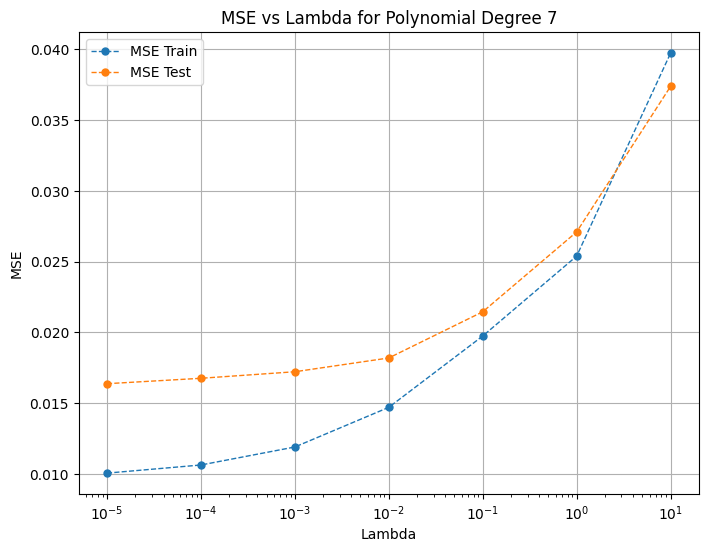 MSE vs Lambda for Polynomial Degree 7
MSE Train
MSE Test
MSE
0.040
0.035
0.030
0.025
0.020
0.015
0.010
10⁻⁵ 10⁻⁴ 10⁻³ 10⁻² 10⁻¹ 10⁰ 10¹
Lambda